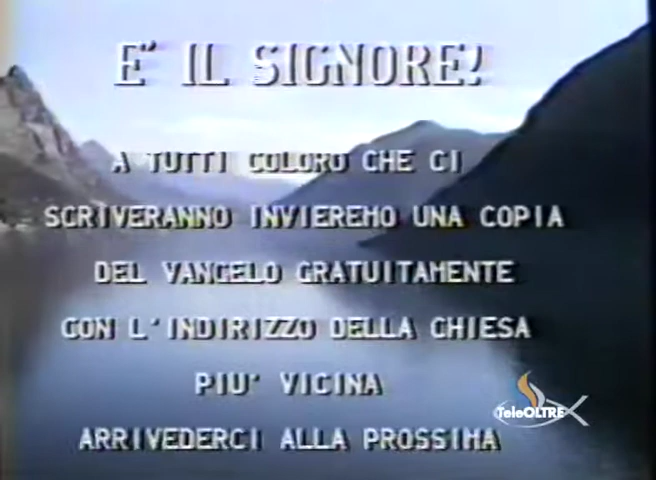 E' IL SIGNORE!
A TUTTI COLORO CHE CI
SCRIVERANNO INVIEREMO UNA COPIA
DEL VANGELO GRATUITAMENTE
CON L'INDIRIZZO DELLA CHIESA
PIU' VICINA
TeleOLTRE
ARRIVEDERCI ALLA PROSSIMA